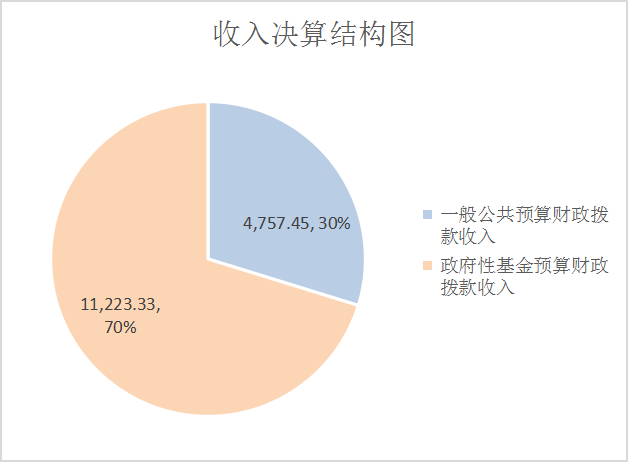 收入决算结构图
4,757.45, 30%
11,223.33,
70%
一般公共预算财政拨
款收入
政府性基金预算财政
拨款收入